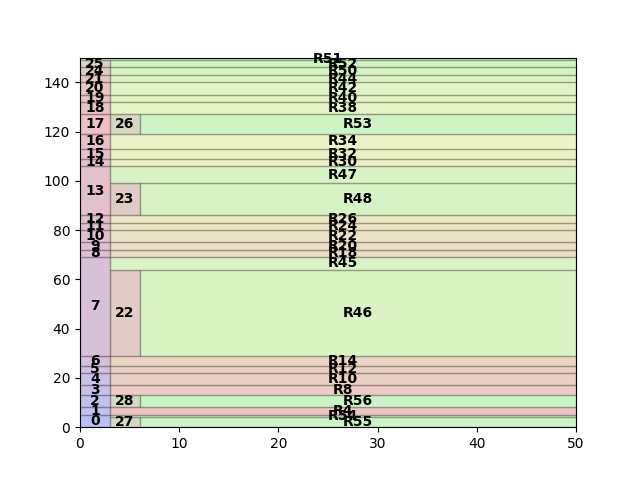 R51
25 R52
24 R50
21 R44
20 R42
19 R40
18 R38
17 26 R53
16 R34
15 R32
14 R30
R47
13
23 R48
12 R26
11 R24
10 R22
9 R20
8 R18
R45
7
22 R46
6 R14
5 R12
4 R10
3 R8
2 28 R56
1 R4
R54
0 27 R55
140
120
100
80
60
40
20
0
0 10 20 30 40 50